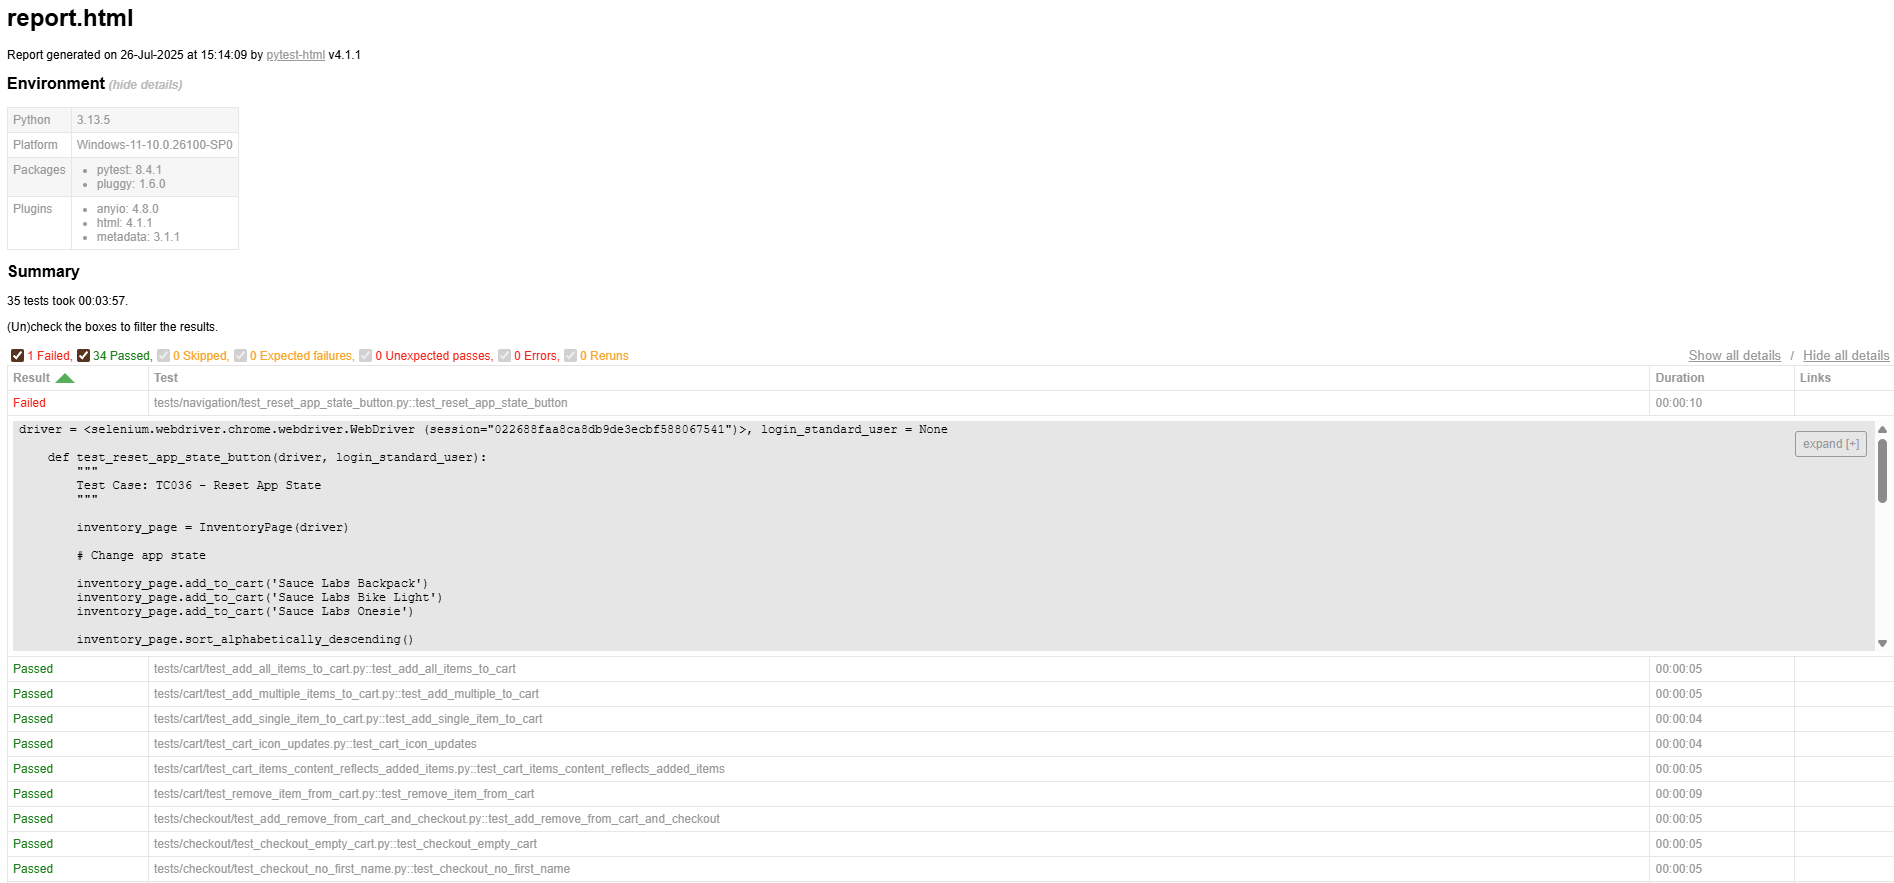 report.html
Report generated on 26-Jul-2025 at 15:14:09 by pytest-html v4.1.1
Environment (hide details)
Python 3.13.5
Platform Windows-11-10.0.26100-SP0
Packages
pytest: 8.4.1
pluggy: 1.6.0
Plugins
anyio: 4.8.0
html: 4.1.1
metadata: 3.1.1
Summary
35 tests took 00:03:57.
(Un)check the boxes to filter the results.
1 Failed, 34 Passed, 0 Skipped, 0 Expected failures, 0 Unexpected passes, 0 Errors, 0 Reruns Show all details / Hide all details
Result Test Duration Links
Failed tests/navigation/test_reset_app_state_button.py::test_reset_app_state_button 00:00:10
driver = <selenium.webdriver.chrome.webdriver.WebDriver (session="022688faa8ca8db9de3ecbf588067541")>, login_standard_user = None
expand [+]
def test_reset_app_state_button(driver, login_standard_user):
"""
Test Case: TC036 - Reset App State
"""
inventory_page = InventoryPage(driver)
# Change app state
inventory_page.add_to_cart('Sauce Labs Backpack')
inventory_page.add_to_cart('Sauce Labs Bike Light')
inventory_page.add_to_cart('Sauce Labs Onesie')
inventory_page.sort_alphabetically_descending()
Passed tests/cart/test_add_all_items_to_cart.py::test_add_all_items_to_cart 00:00:05
Passed tests/cart/test_add_multiple_items_to_cart.py::test_add_multiple_to_cart 00:00:05
Passed tests/cart/test_add_single_item_to_cart.py::test_add_single_item_to_cart 00:00:04
Passed tests/cart/test_cart_icon_updates.py::test_cart_icon_updates 00:00:04
Passed tests/cart/test_cart_items_content_reflects_added_items.py::test_cart_items_content_reflects_added_items 00:00:05
Passed tests/cart/test_remove_item_from_cart.py::test_remove_item_from_cart 00:00:09
Passed tests/checkout/test_add_remove_from_cart_and_checkout.py::test_add_remove_from_cart_and_checkout 00:00:05
Passed tests/checkout/test_checkout_empty_cart.py::test_checkout_empty_cart 00:00:05
Passed tests/checkout/test_checkout_no_first_name.py::test_checkout_no_first_name 00:00:05